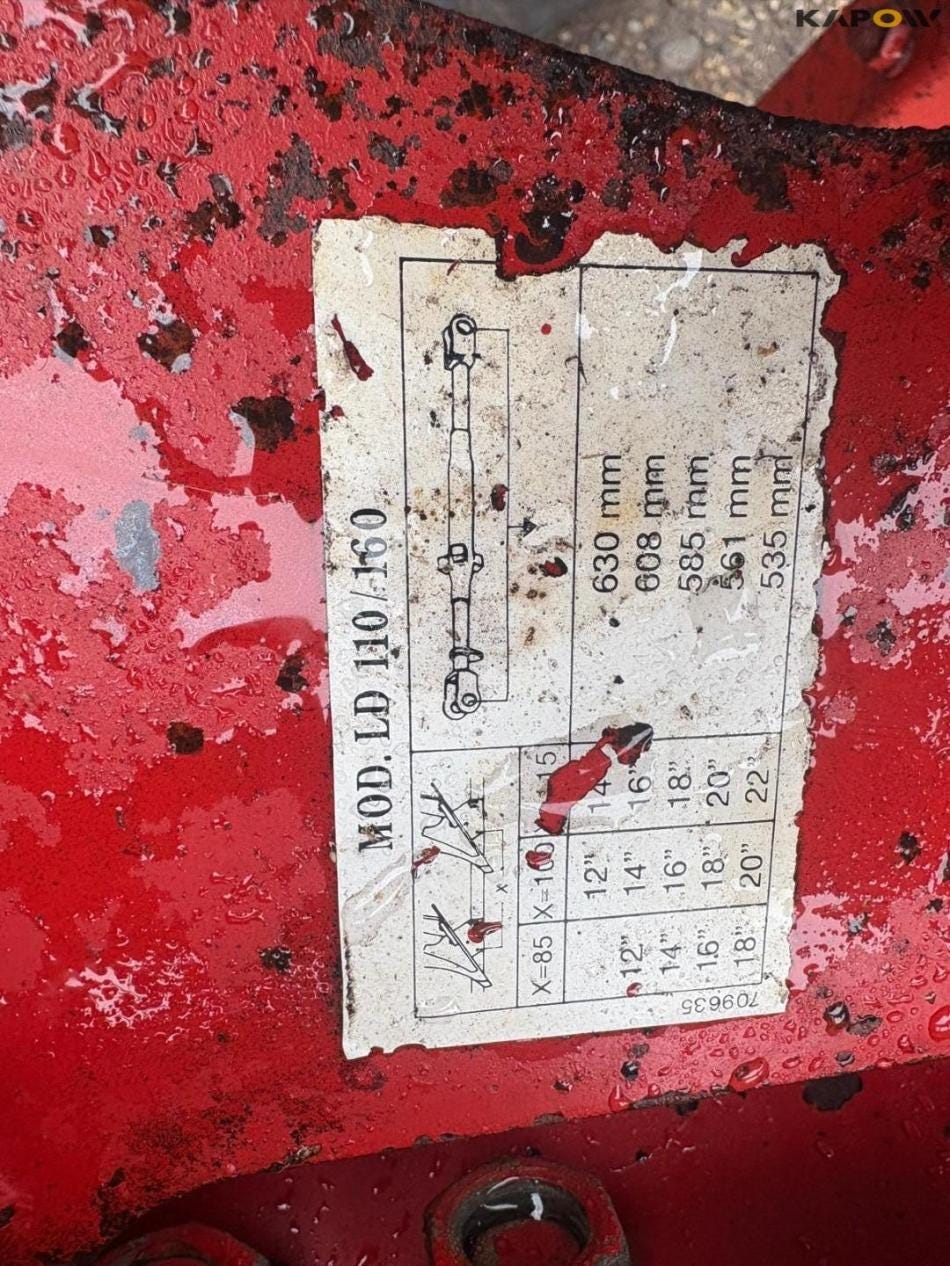 KAPOW
MOD. LD 110/-160
x
X=85 X=100 15
12" 14 630 mm
12" 14" 16" 608 mm
14" 16" 18" 585 mm
16" 18" 20" 561 mm
18" 20" 22" 535 mm
709635